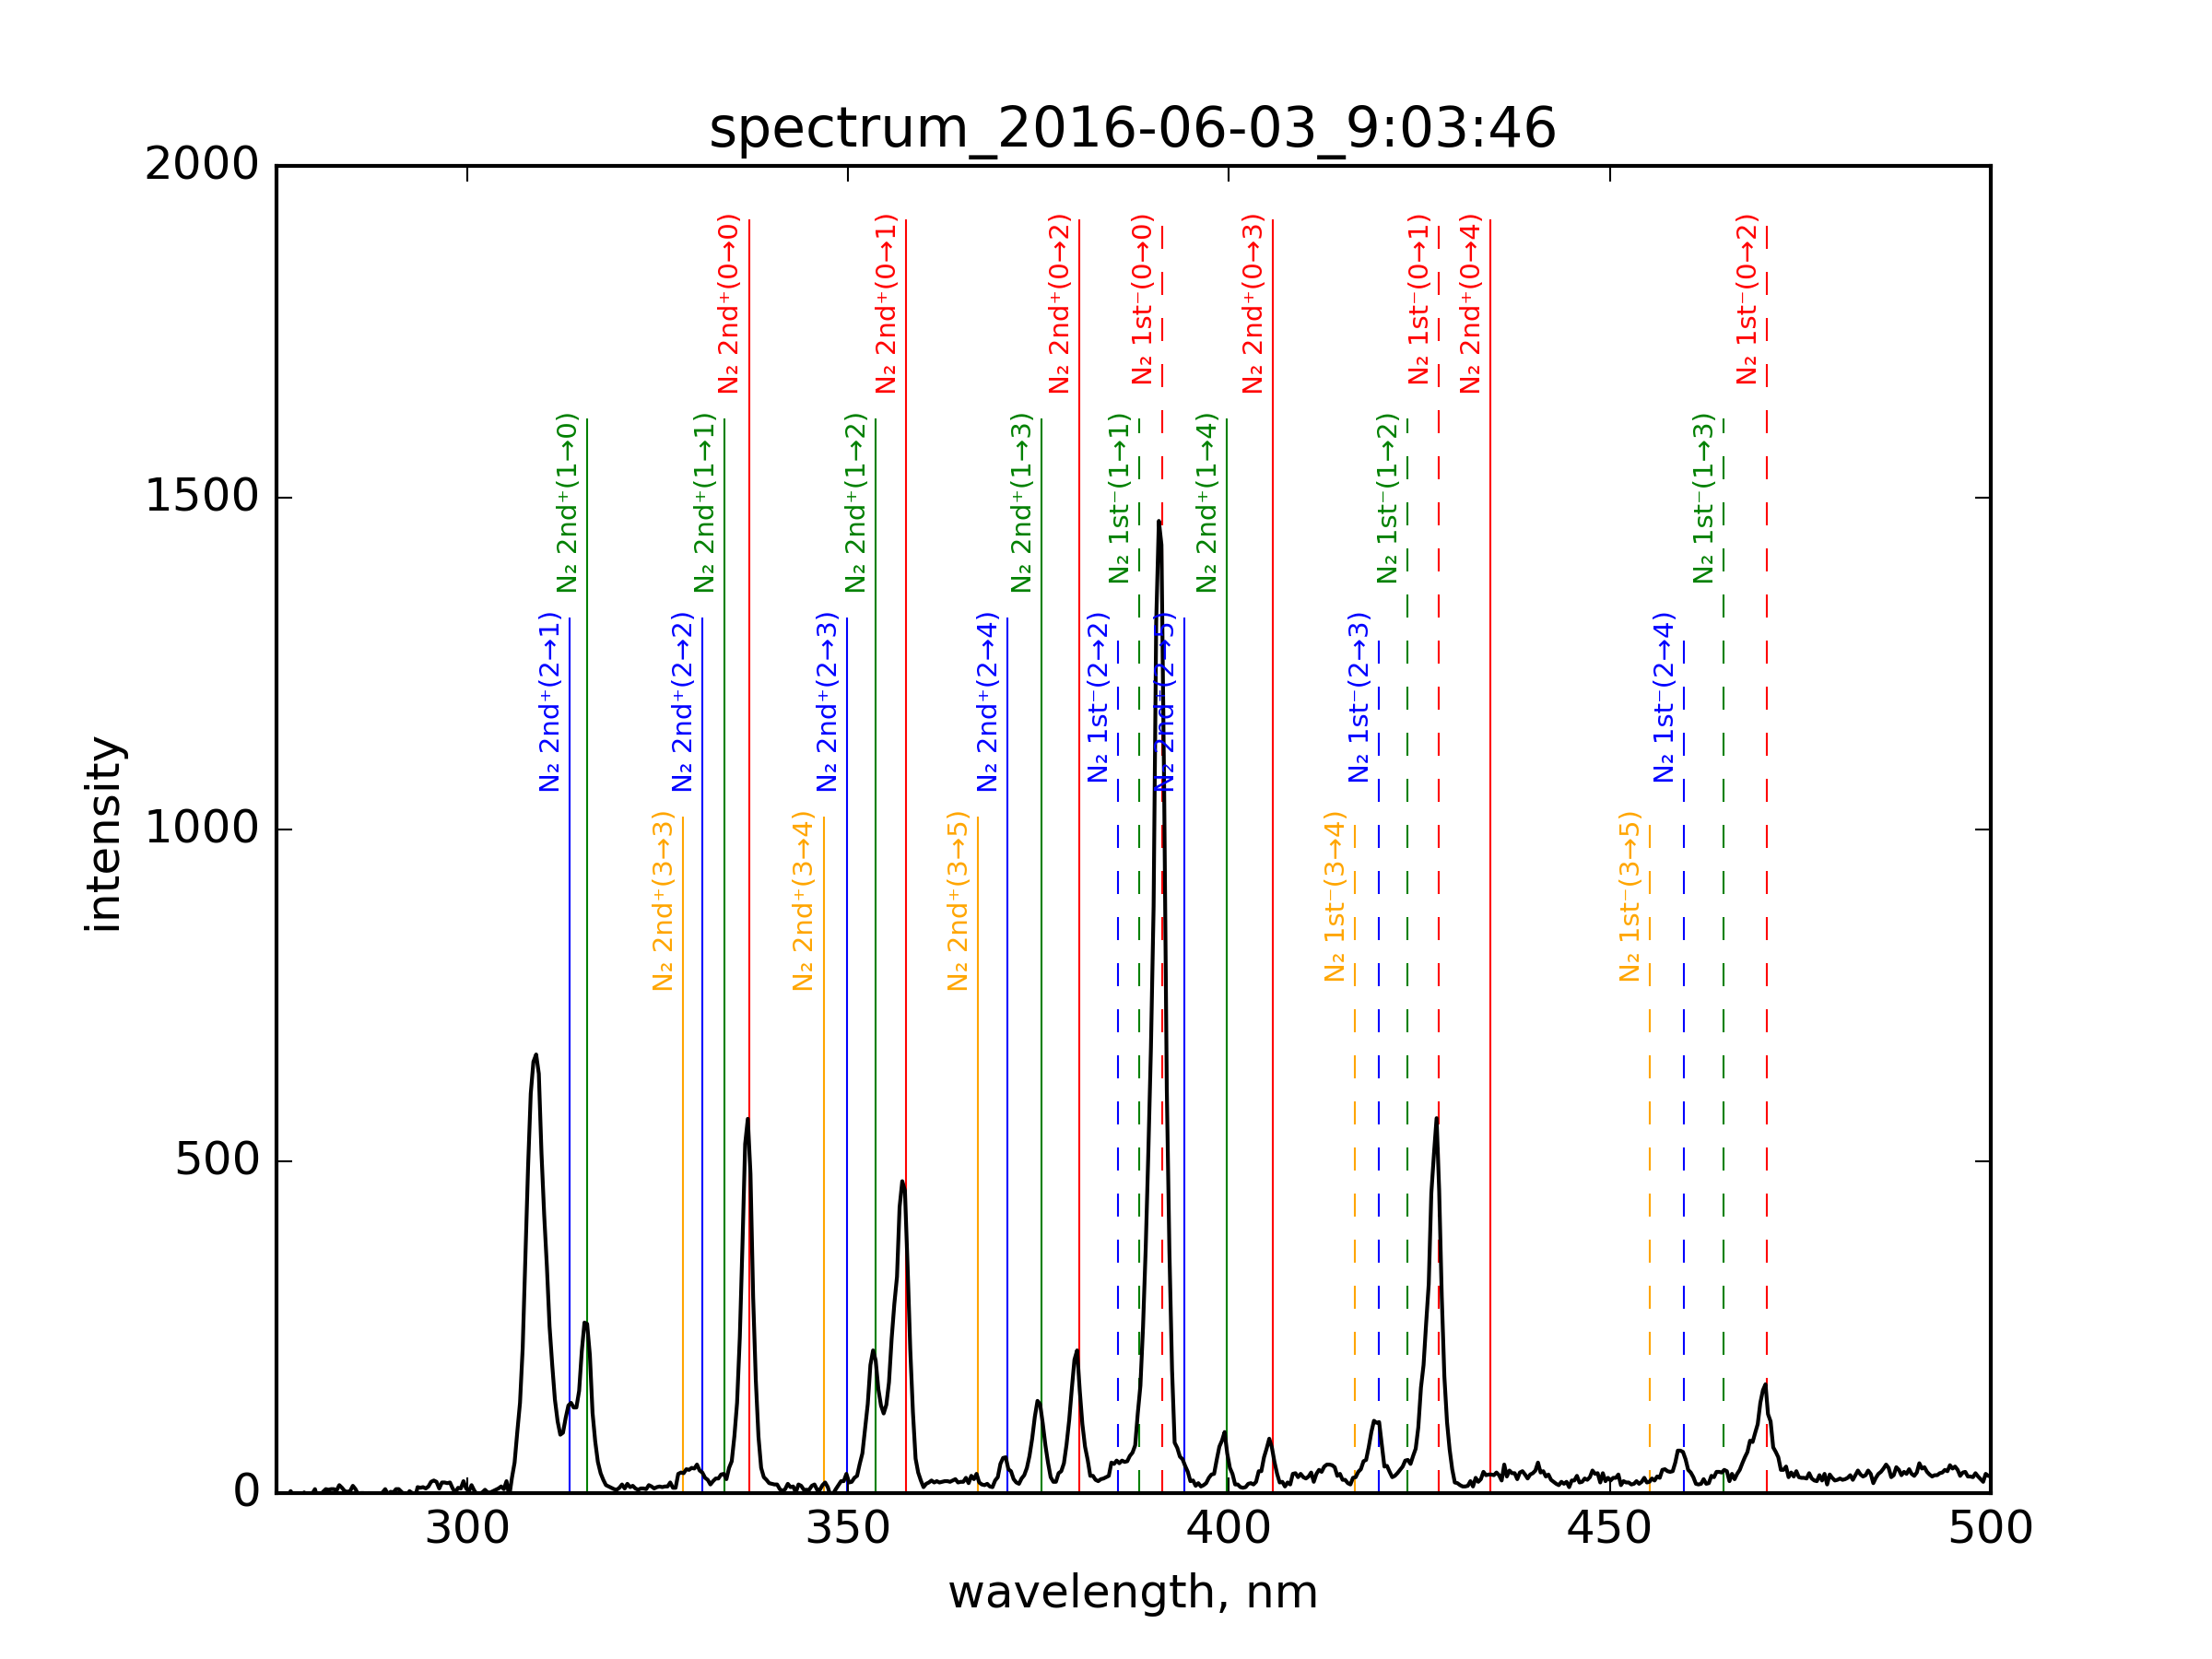 spectrum_2016-06-03_9:03:46
2000
1500
1000
500
0
intensity
N₂ 2nd⁺(0→0)
N₂ 2nd⁺(0→1)
N₂ 2nd⁺(0→2)
N₂ 1st⁻(0→0)
N₂ 2nd⁺(0→3)
N₂ 1st⁻(0→1)
N₂ 2nd⁺(0→4)
N₂ 1st⁻(0→2)
N₂ 2nd⁺(1→0)
N₂ 2nd⁺(1→1)
N₂ 2nd⁺(1→2)
N₂ 2nd⁺(1→3)
N₂ 1st⁻(1→1)
N₂ 2nd⁺(1→4)
N₂ 1st⁻(1→2)
N₂ 1st⁻(1→3)
N₂ 2nd⁺(2→1)
N₂ 2nd⁺(2→2)
N₂ 2nd⁺(2→3)
N₂ 2nd⁺(2→4)
N₂ 1st⁻(2→2)
N₂ 2nd⁺(2→5)
N₂ 1st⁻(2→3)
N₂ 1st⁻(2→4)
N₂ 2nd⁺(3→3)
N₂ 2nd⁺(3→4)
N₂ 2nd⁺(3→5)
N₂ 1st⁻(3→4)
N₂ 1st⁻(3→5)
300
350
400
450
500
wavelength, nm